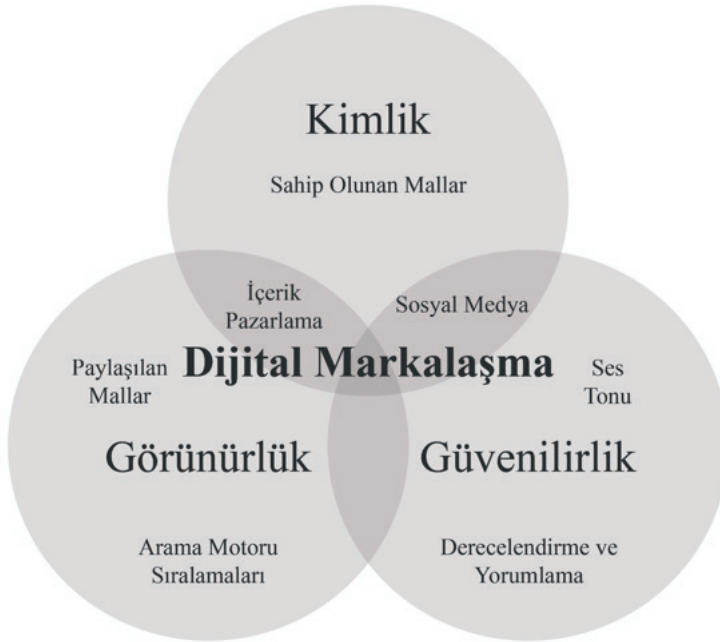 Kimlik
Sahip Olunan Mallar
İçerik
Pazarlama
Sosyal Medya
Paylaşılan
Mallar
Dijital Markalaşma
Ses
Tonu
Görünürlük
Güvenilirlik
Arama Motoru
Sıralamaları
Derecelendirme ve
Yorumlama